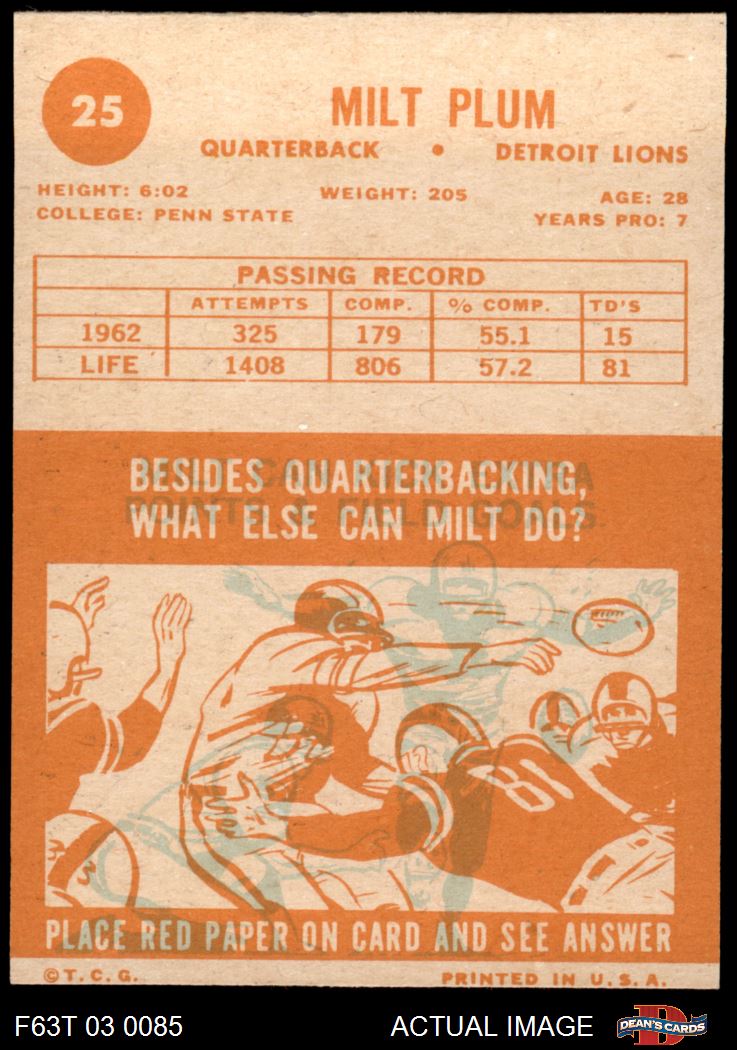 25
MILT PLUM
QUARTERBACK • DETROIT LIONS
HEIGHT: 6:02 WEIGHT: 205 AGE: 28
COLLEGE: PENN STATE YEARS PRO: 7
PASSING RECORD
ATTEMPTS COMP. % COMP. TD'S
1962 325 179 55.1 15
LIFE 1408 806 57.2 81
BESIDES QUARTERBACKING,
WHAT ELSE CAN MILT DO?
POINTS & FIELD GOALS.
81
PLACE RED PAPER ON CARD AND SEE ANSWER
©T.C.G. PRINTED IN U.S.A.
F63T 03 0085 ACTUAL IMAGE DEAN'S CARDS